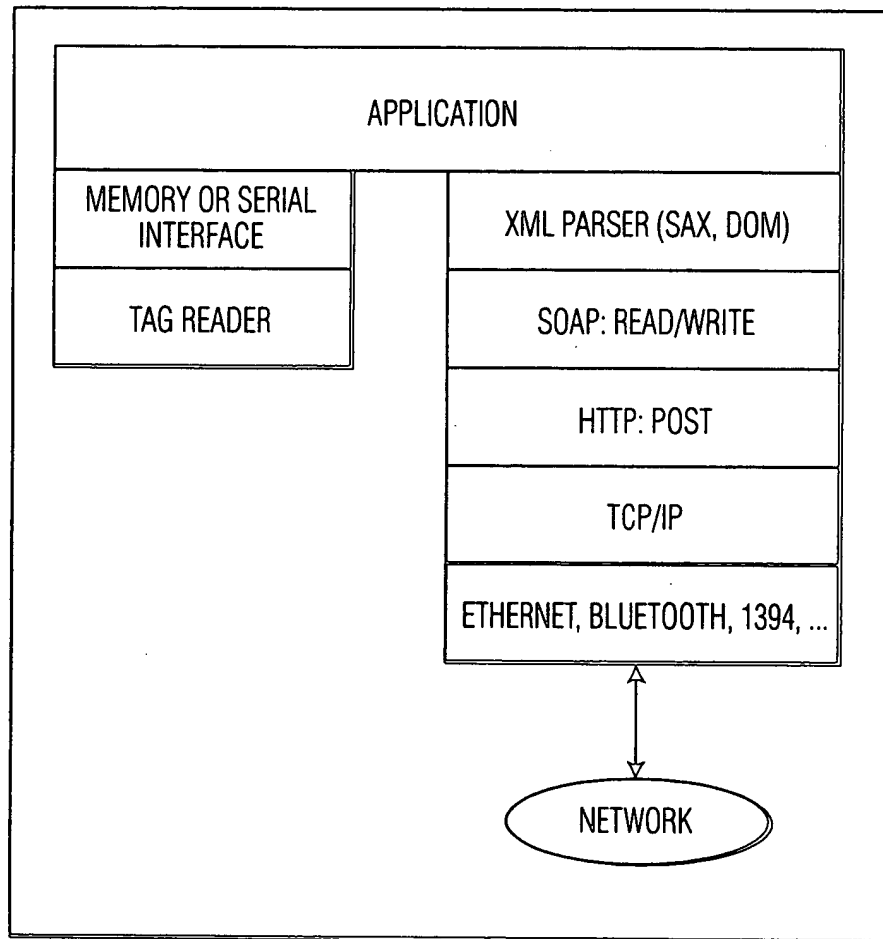 APPLICATION
MEMORY OR SERIAL
INTERFACE
TAG READER
XML PARSER (SAX, DOM)
SOAP: READ/WRITE
HTTP: POST
TCP/IP
ETHERNET, BLUETOOTH, 1394, ...
NETWORK